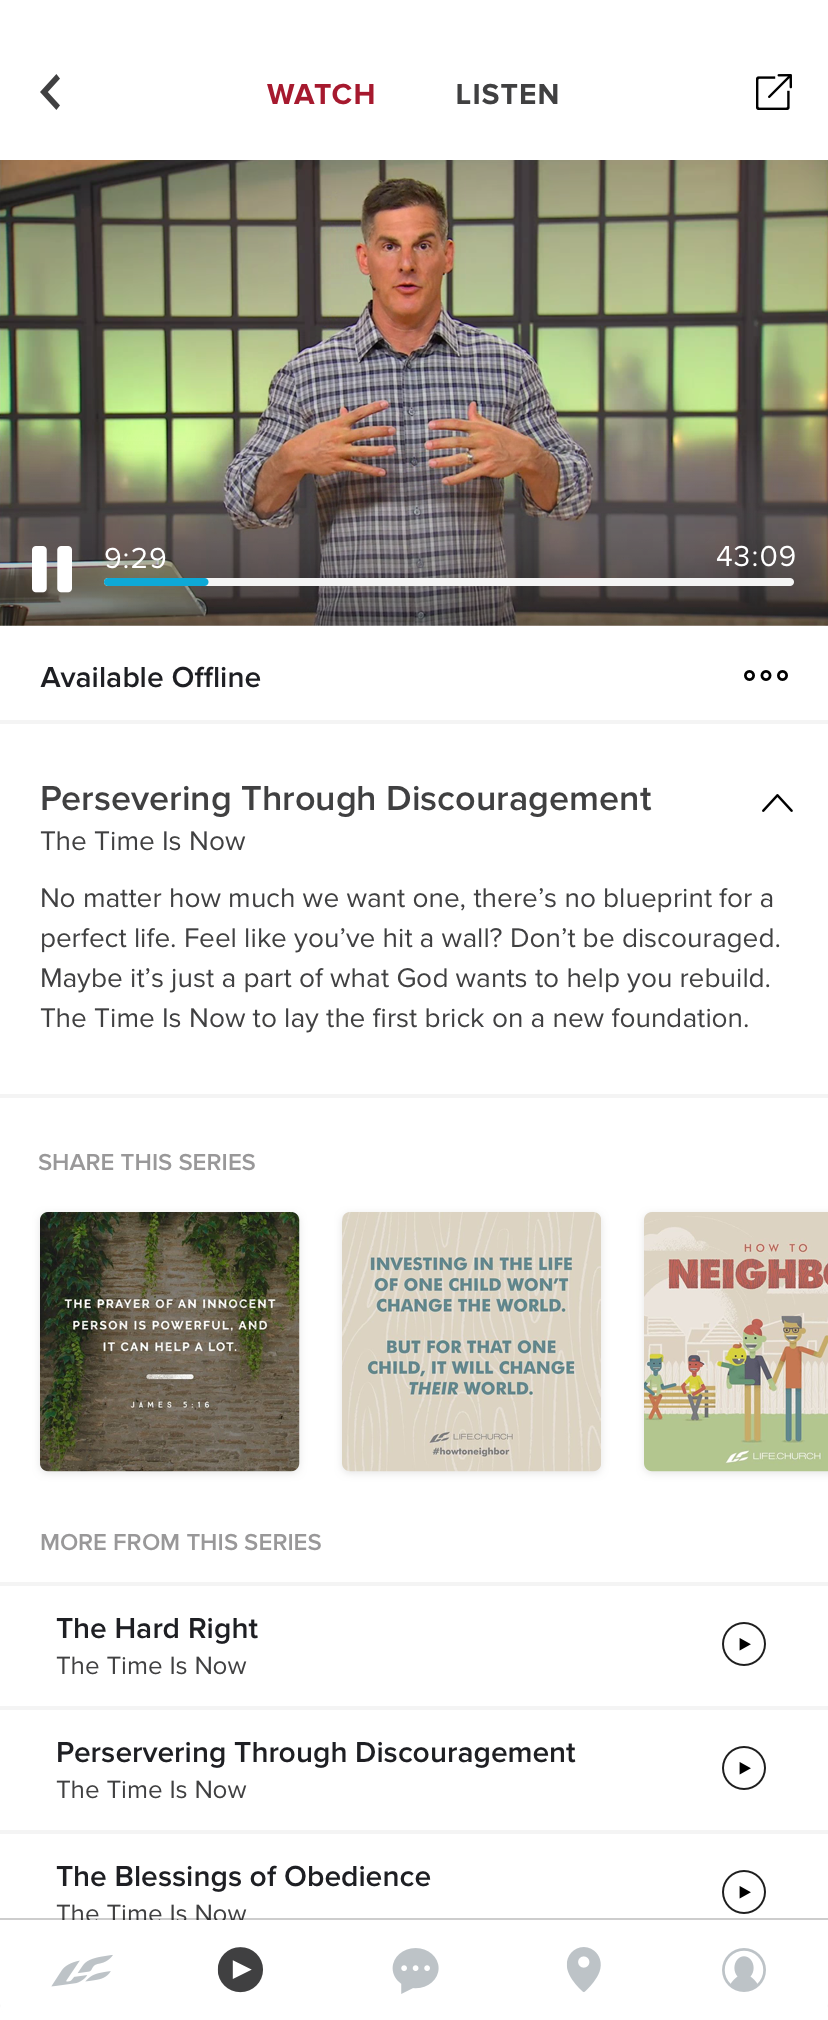 WATCH
LISTEN
9:29
43:09
Available Offline
Persevering Through Discouragement
The Time Is Now
No matter how much we want one, there’s no blueprint for a
perfect life. Feel like you’ve hit a wall? Don’t be discouraged.
Maybe it’s just a part of what God wants to help you rebuild.
The Time Is Now to lay the first brick on a new foundation.
SHARE THIS SERIES
THE PRAYER OF AN INNOCENT
PERSON IS POWERFUL, AND
IT CAN HELP A LOT.
JAMES 5:16
INVESTING IN THE LIFE
OF ONE CHILD WON’T
CHANGE THE WORLD.
BUT FOR THAT ONE
CHILD, IT WILL CHANGE
THEIR WORLD.
LIFE.CHURCH
#howtoneighbor
HOW TO
NEIGHBO
LIFE.CHURCH
MORE FROM THIS SERIES
The Hard Right
The Time Is Now
Perservering Through Discouragement
The Time Is Now
The Blessings of Obedience
The Time Is Now